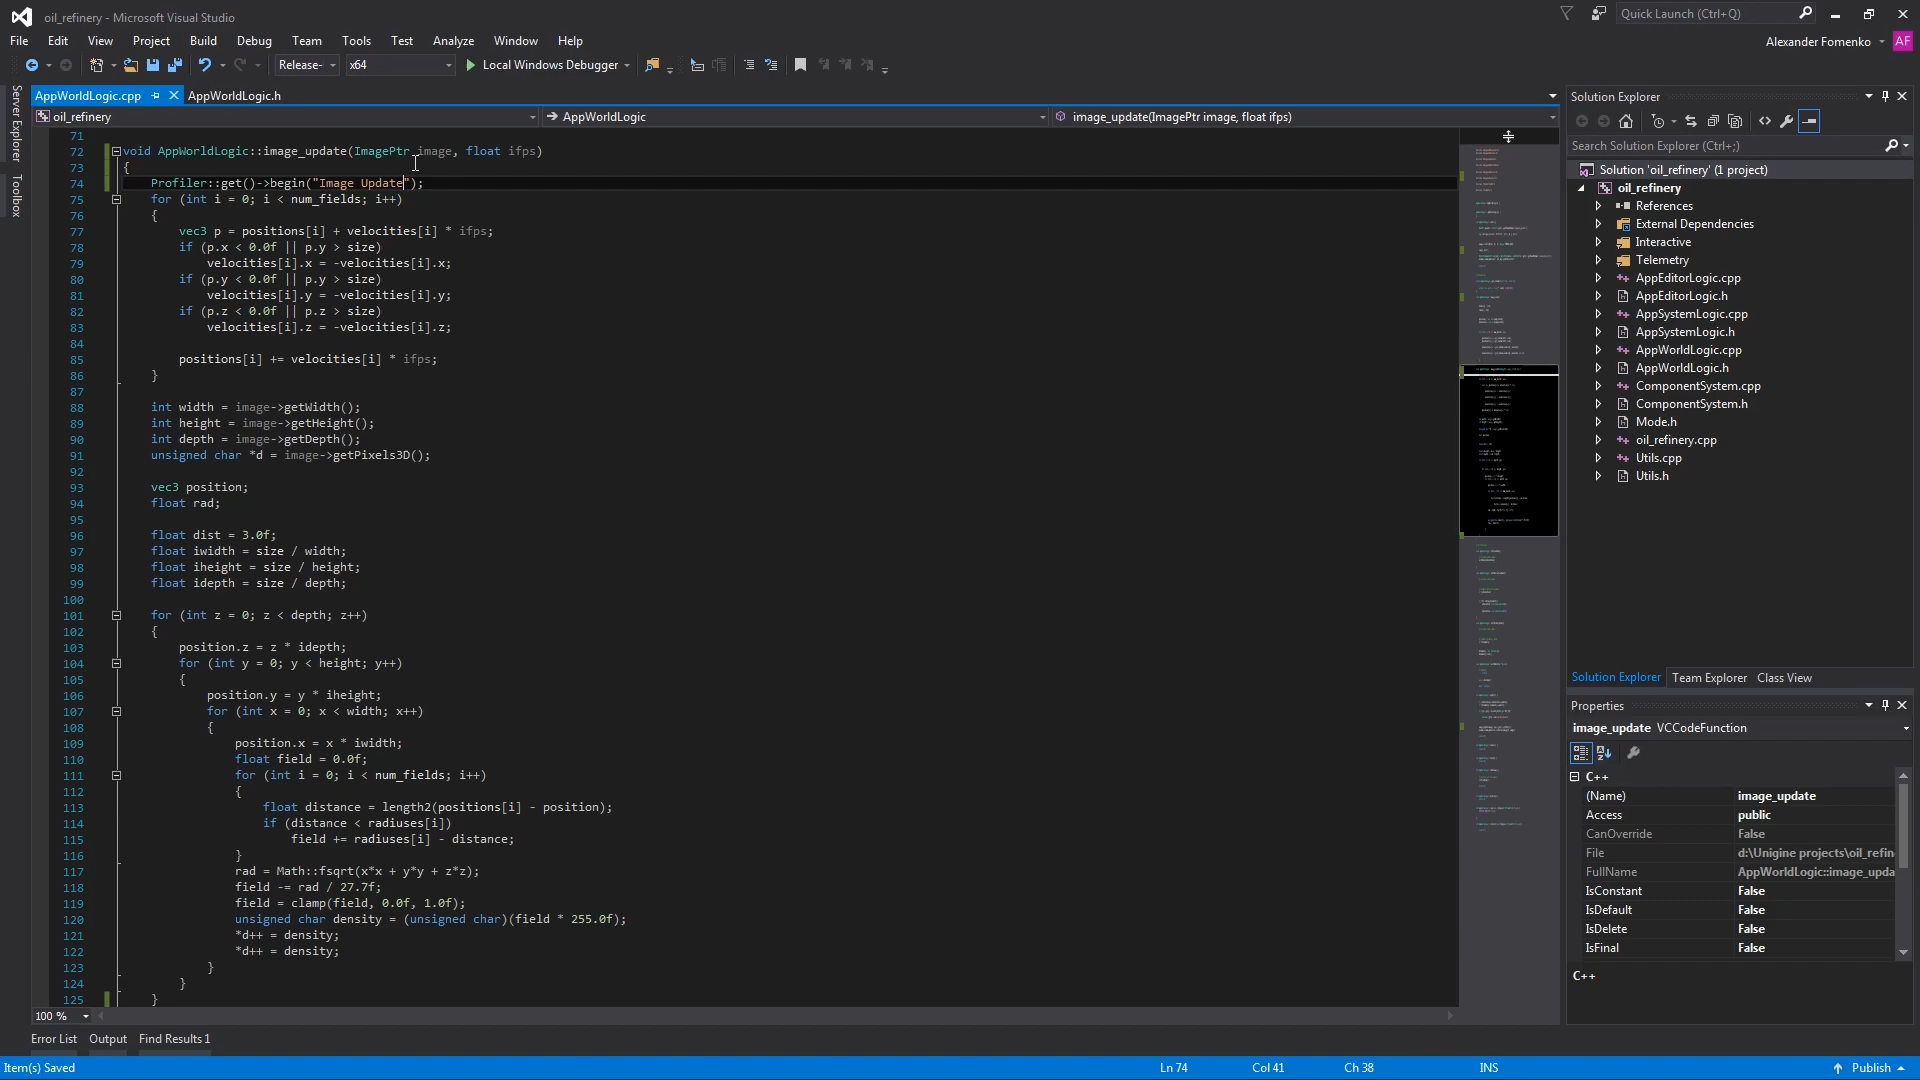 oil_refinery - Microsoft Visual Studio
Quick Launch (Ctrl+Q)
File Edit View Project Build Debug Team Tools Test Analyze Window Help
Alexander Fomenko AF
Release- x64 Local Windows Debugger
Server Explorer
Toolbox
AppWorldLogic.cpp AppWorldLogic.h
oil_refinery AppWorldLogic image_update(ImagePtr image, float ifps)
71
72 void AppWorldLogic::image_update(ImagePtr image, float ifps)
73 {
74 Profiler::get()->begin("Image Update");
75 for (int i = 0; i < num_fields; i++)
76 {
77 vec3 p = positions[i] + velocities[i] * ifps;
78 if (p.x < 0.0f || p.x > size)
79 velocities[i].x = -velocities[i].x;
80 if (p.y < 0.0f || p.y > size)
81 velocities[i].y = -velocities[i].y;
82 if (p.z < 0.0f || p.z > size)
83 velocities[i].z = -velocities[i].z;
84
85 positions[i] += velocities[i] * ifps;
86 }
87
88 int width = image->getWidth();
89 int height = image->getHeight();
90 int depth = image->getDepth();
91 unsigned char *d = image->getPixels3D();
92
93 vec3 position;
94 float rad;
95
96 float dist = 3.0f;
97 float iwidth = size / width;
98 float iheight = size / height;
99 float idepth = size / depth;
100
101 for (int z = 0; z < depth; z++)
102 {
103 position.z = z * idepth;
104 for (int y = 0; y < height; y++)
105 {
106 position.y = y * iheight;
107 for (int x = 0; x < width; x++)
108 {
109 position.x = x * iwidth;
110 float field = 0.0f;
111 for (int i = 0; i < num_fields; i++)
112 {
113 float distance = length2(positions[i] - position);
114 if (distance < radiuses[i])
115 field += radiuses[i] - distance;
116 }
117 rad = Math::fsqrt(x*x + y*y + z*z);
118 field -= rad / 27.7f;
119 field = clamp(field, 0.0f, 1.0f);
120 unsigned char density = (unsigned char)(field * 255.0f);
121 *d++ = density;
122 *d++ = density;
123 }
124 }
125 }
100 %
Solution Explorer
Search Solution Explorer (Ctrl+;)
Solution 'oil_refinery' (1 project)
oil_refinery
References
External Dependencies
Interactive
Telemetry
AppEditorLogic.cpp
AppEditorLogic.h
AppSystemLogic.cpp
AppSystemLogic.h
AppWorldLogic.cpp
AppWorldLogic.h
ComponentSystem.cpp
ComponentSystem.h
Mode.h
oil_refinery.cpp
Utils.cpp
Utils.h
Solution Explorer Team Explorer Class View
Properties
image_update VCCodeFunction
C++
(Name) image_update
Access public
CanOverride False
File d:\Unigine projects\oil_refin
FullName AppWorldLogic::image_upda
IsConstant False
IsDefault False
IsDelete False
IsFinal False
C++
Error List Output Find Results 1
Item(s) Saved Ln 74 Col 41 Ch 38 INS Publish